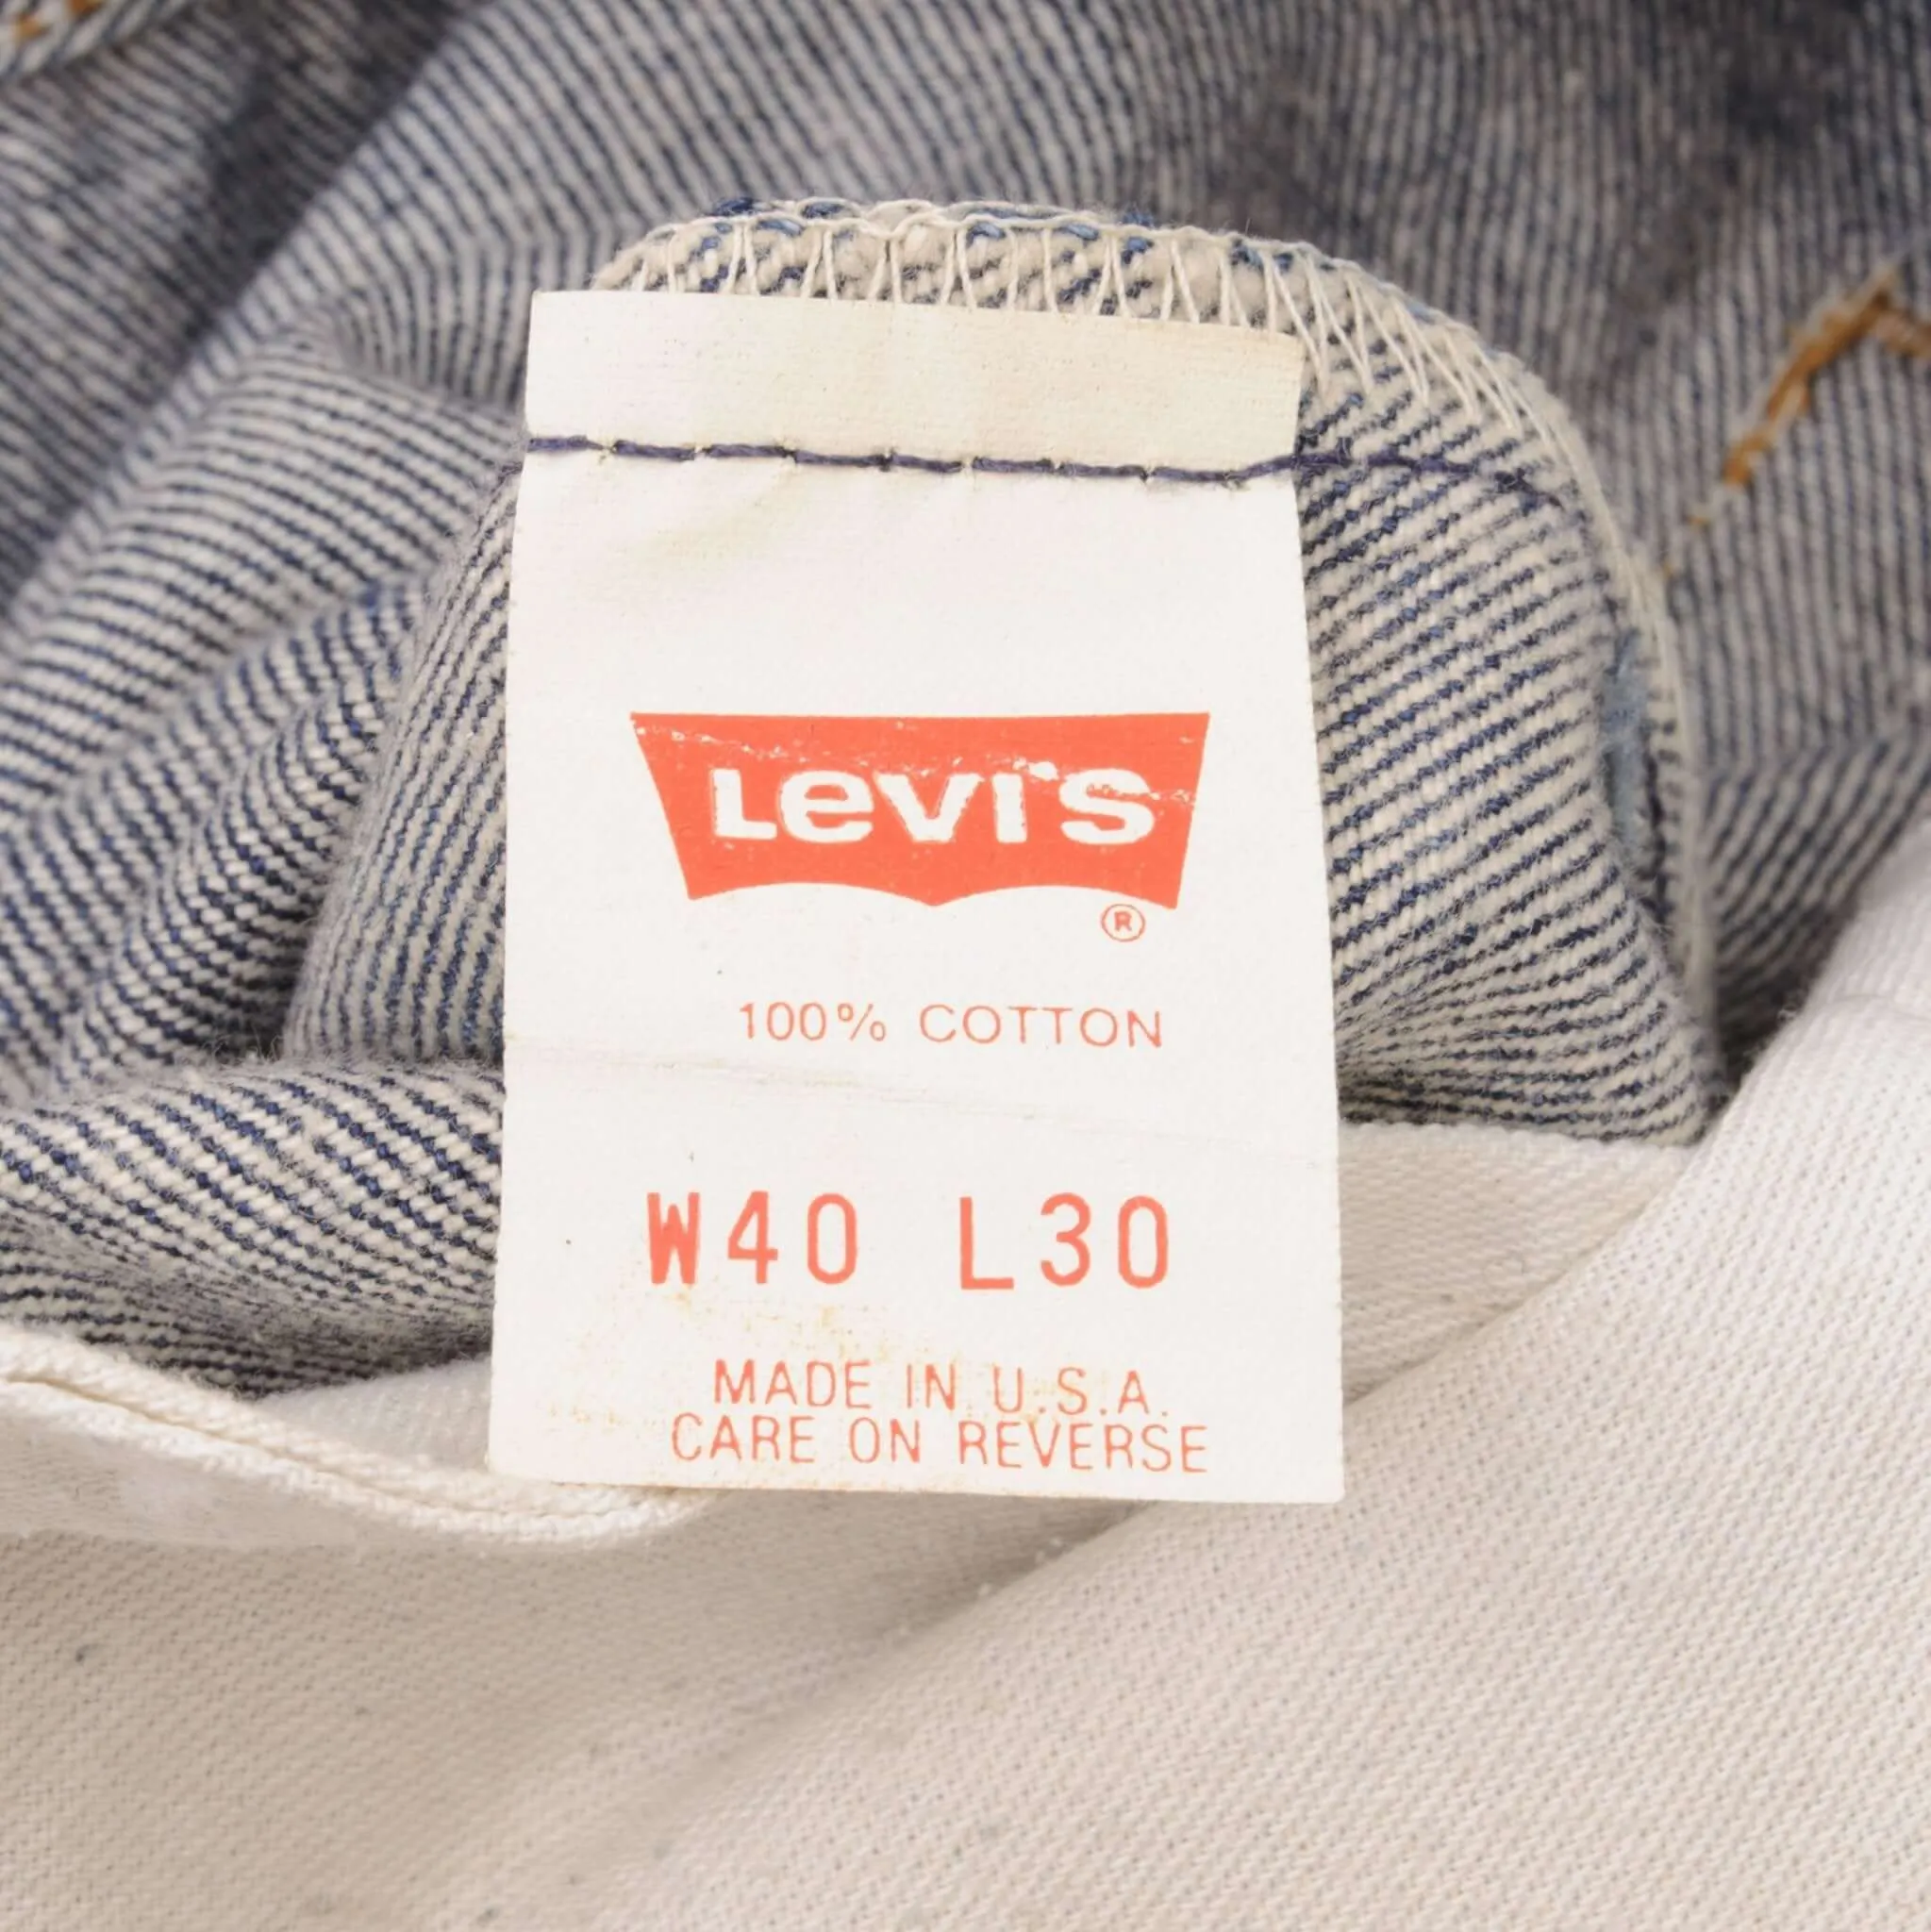 Levi's
®
100% COTTON
W40 L30
MADE IN U.S.A.
CARE ON REVERSE